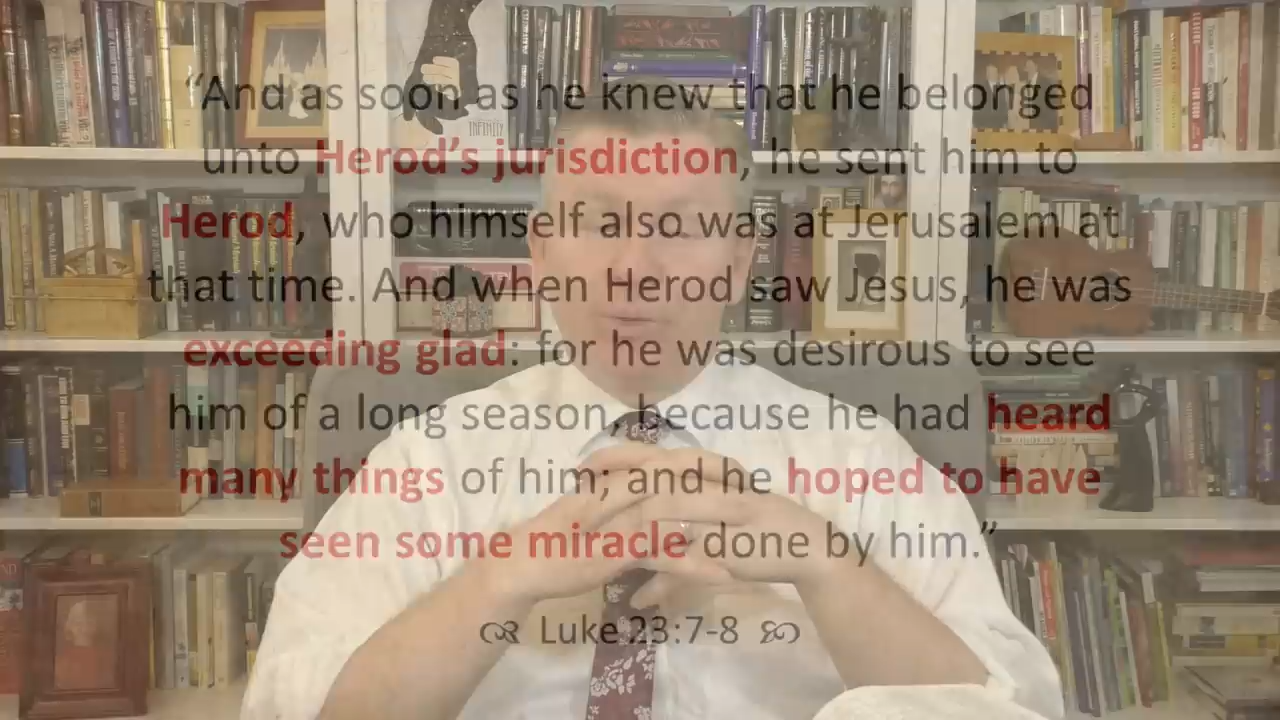 “And as soon as he knew that he belonged
unto Herod’s jurisdiction, he sent him to
Herod, who himself also was at Jerusalem at
that time. And when Herod saw Jesus, he was
exceeding glad: for he was desirous to see
him of a long season, because he had heard
many things of him; and he hoped to have
seen some miracle done by him.”
Luke 23:7-8
INFINITY